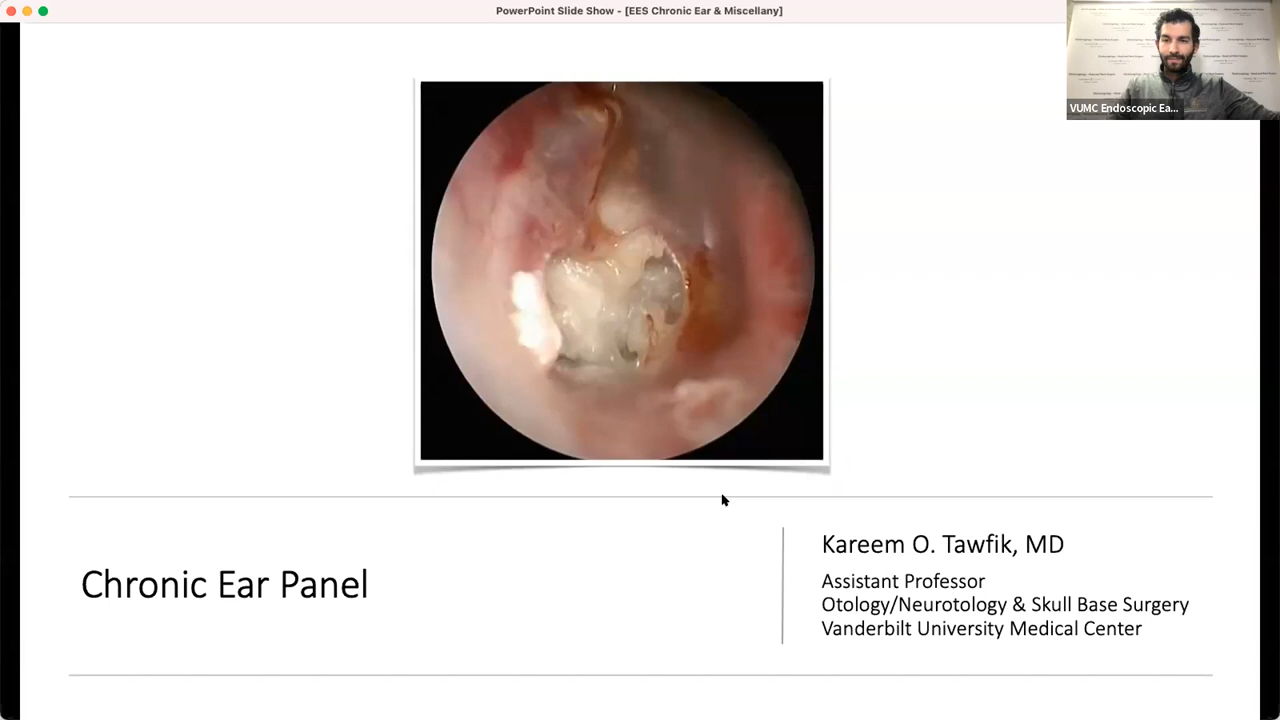 PowerPoint Slide Show - [EES Chronic Ear & Miscellany]
VUMC Endoscopic Ea...
Chronic Ear Panel
Kareem O. Tawfik, MD
Assistant Professor
Otology/Neurotology & Skull Base Surgery
Vanderbilt University Medical Center